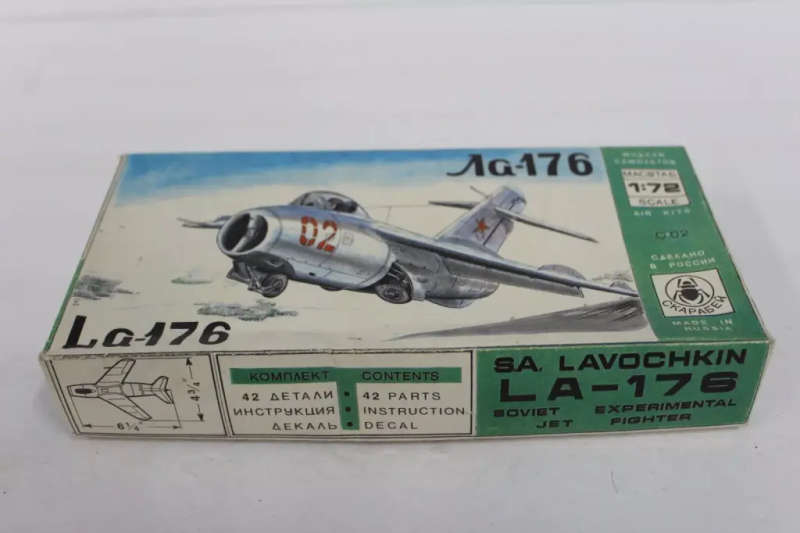 Ла-176
La-176
02
МОДЕЛИ
САМОЛЕТОВ
МАСШТАБ
1:72
SCALE
AIR KITS
C-02
СДЕЛАНО
В РОССИИ
СКАРАБЕЙ
MADE IN
RUSSIA
6 1/4
4 3/4
КОМПЛЕКТ CONTENTS
42 ДЕТАЛИ • 42 PARTS
ИНСТРУКЦИЯ • INSTRUCTION
ДЕКАЛЬ • DECAL
SA. LAVOCHKIN
LA-176
SOVIET EXPERIMENTAL
JET FIGHTER